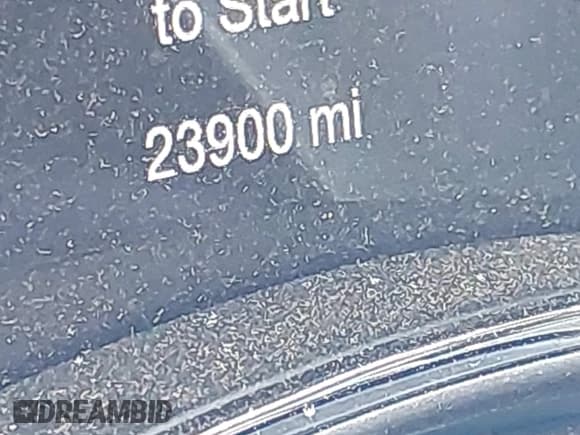 to Start
23900 mi
DREAMBID